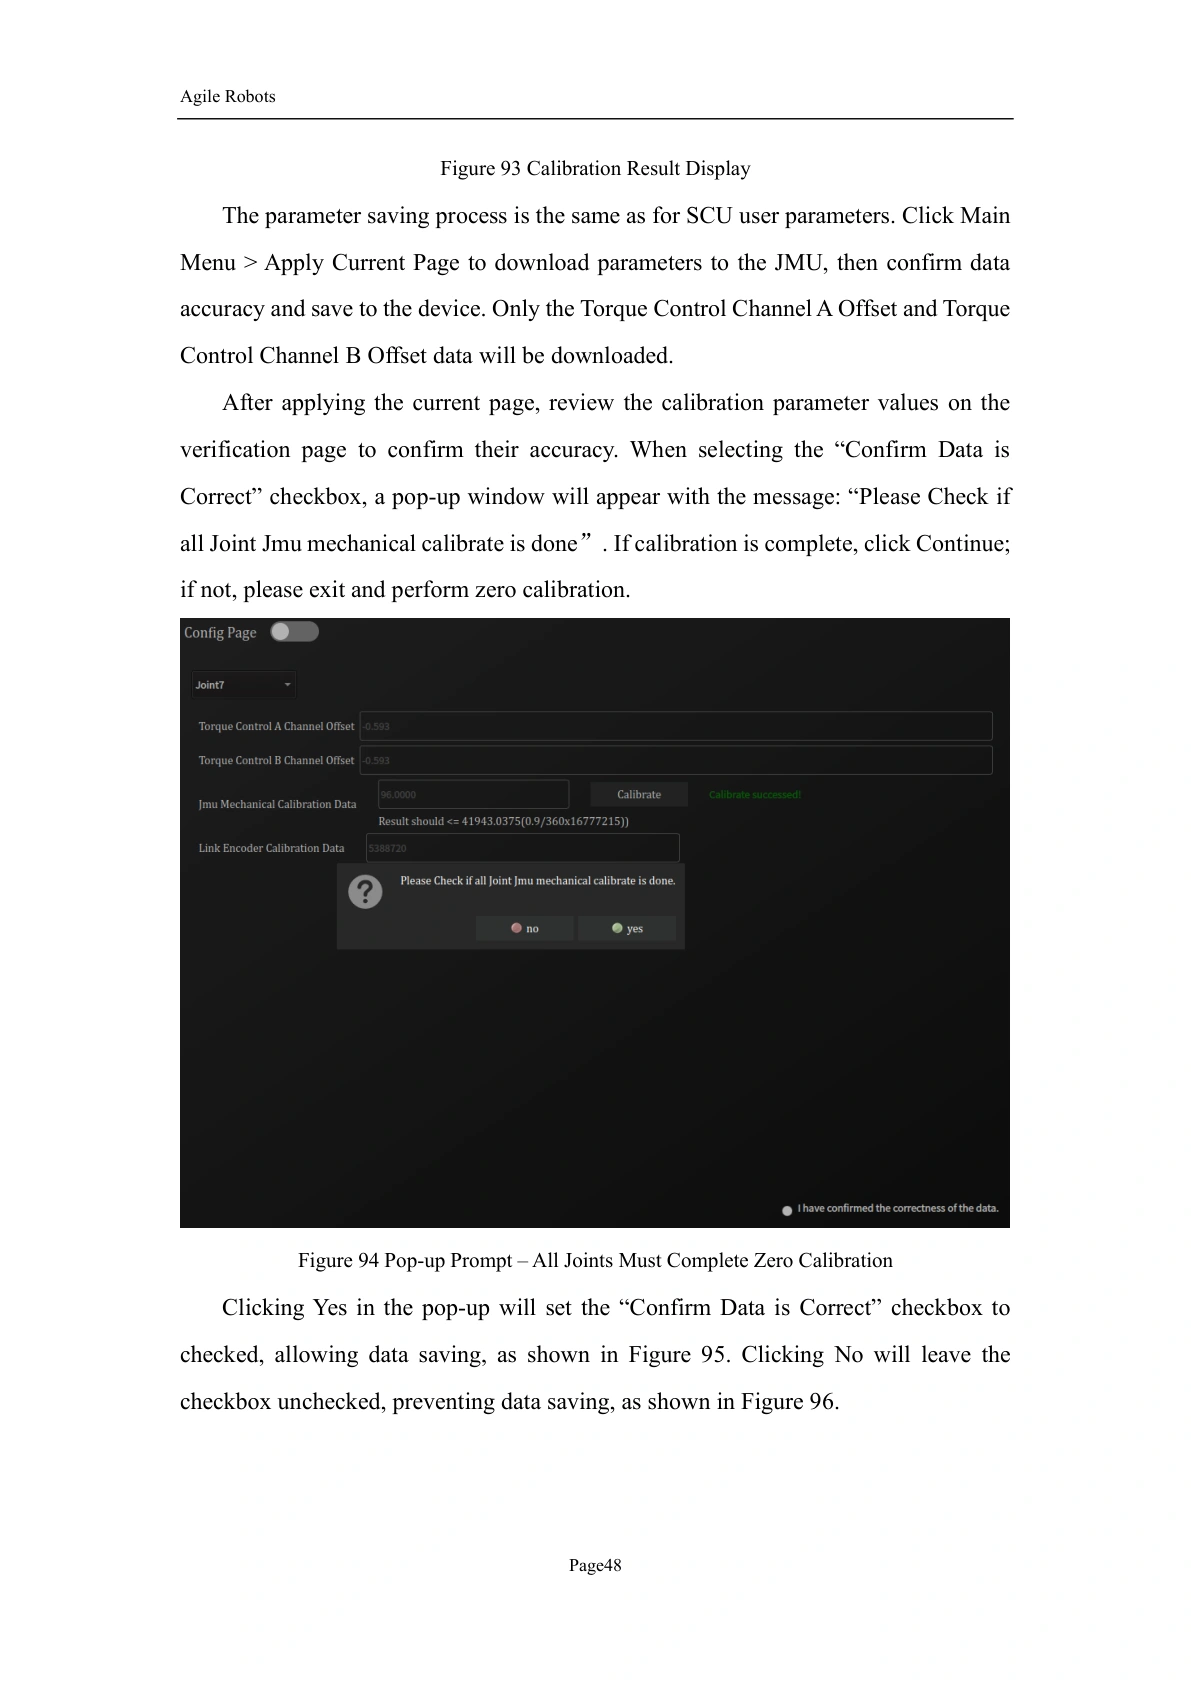 Agile Robots
Figure 93 Calibration Result Display
The parameter saving process is the same as for SCU user parameters. Click Main
Menu > Apply Current Page to download parameters to the JMU, then confirm data
accuracy and save to the device. Only the Torque Control Channel A Offset and Torque
Control Channel B Offset data will be downloaded.
After applying the current page, review the calibration parameter values on the
verification page to confirm their accuracy. When selecting the “Confirm Data is
Correct” checkbox, a pop-up window will appear with the message: “Please Check if
all Joint Jmu mechanical calibrate is done”. If calibration is complete, click Continue;
if not, please exit and perform zero calibration.
Config Page
Joint7
Torque Control A Channel Offset -0.593
Torque Control B Channel Offset -0.593
Jmu Mechanical Calibration Data 96.0000 Calibrate Calibrate successed!
Result should <= 41943.0375(0.9/360x16777215))
Link Encoder Calibration Data 5388720
Please Check if all Joint Jmu mechanical calibrate is done.
no yes
I have confirmed the correctness of the data.
Figure 94 Pop-up Prompt – All Joints Must Complete Zero Calibration
Clicking Yes in the pop-up will set the “Confirm Data is Correct” checkbox to
checked, allowing data saving, as shown in Figure 95. Clicking No will leave the
checkbox unchecked, preventing data saving, as shown in Figure 96.
Page48